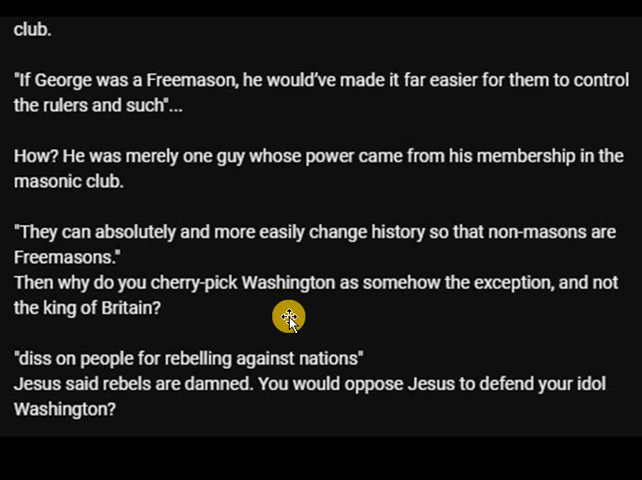 club.
"If George was a Freemason, he would've made it far easier for them to control
the rulers and such"...
How? He was merely one guy whose power came from his membership in the
masonic club.
"They can absolutely and more easily change history so that non-masons are
Freemasons."
Then why do you cherry-pick Washington as somehow the exception, and not
the king of Britain?
"diss on people for rebelling against nations"
Jesus said rebels are damned. You would oppose Jesus to defend your idol
Washington?